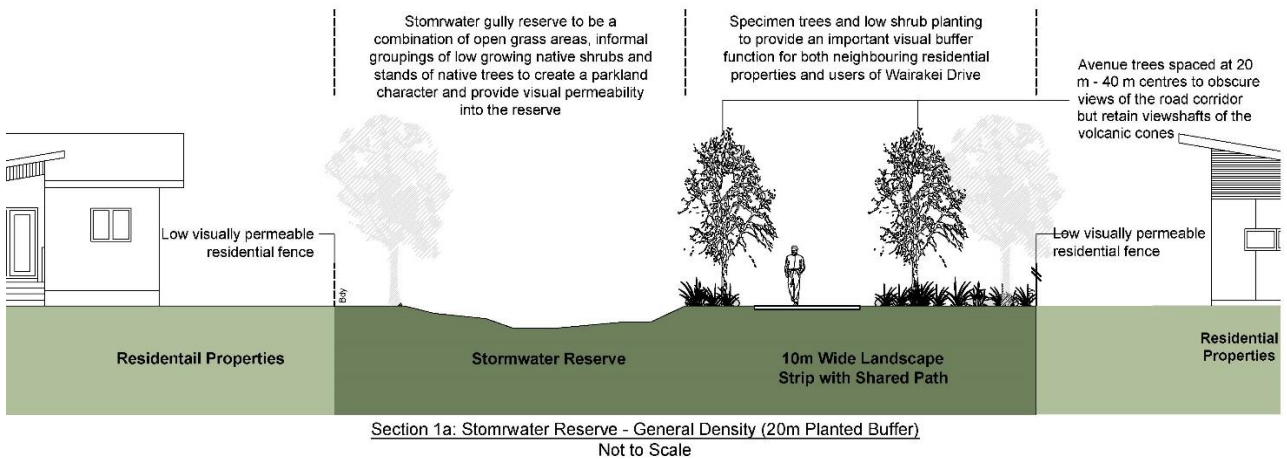 Stomrwater gully reserve to be a
combination of open grass areas, informal
groupings of low growing native shrubs and
stands of native trees to create a parkland
character and provide visual permeability
into the reserve
Specimen trees and low shrub planting
to provide an important visual buffer
function for both neighbouring residential
properties and users of Wairakei Drive
Avenue trees spaced at 20
m - 40 m centres to obscure
views of the road corridor
but retain viewshafts of the
volcanic cones
Low visually permeable
residential fence
Bdy
Low visually permeable
residential fence
Residentail Properties
Stormwater Reserve
10m Wide Landscape
Strip with Shared Path
Residential
Properties
Section 1a: Stomrwater Reserve - General Density (20m Planted Buffer)
Not to Scale